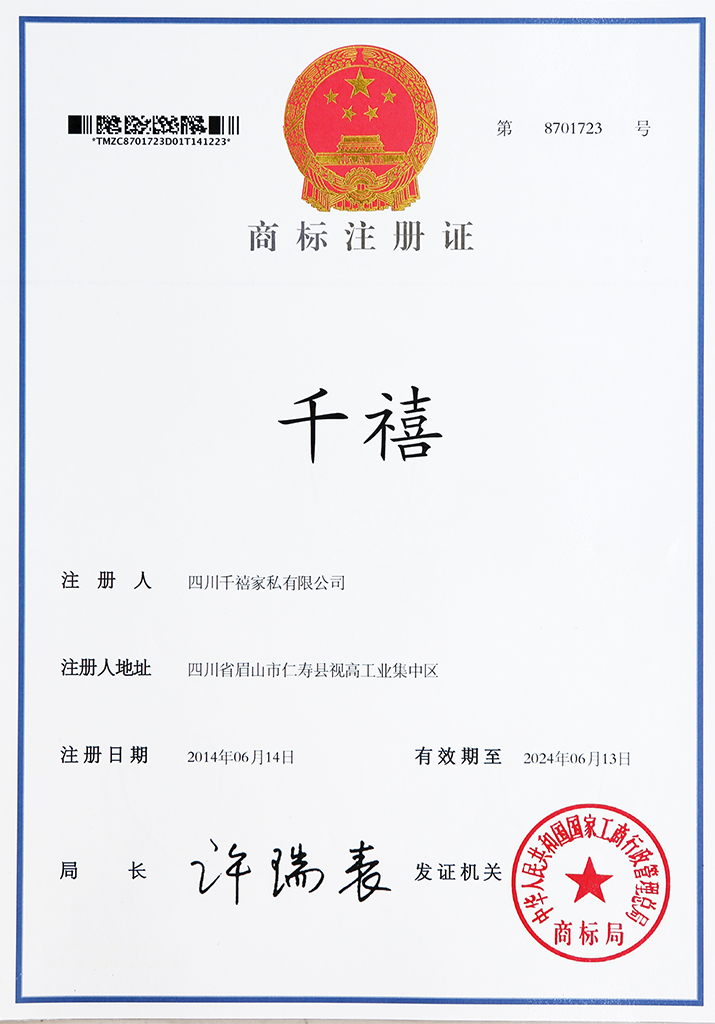 *TMZC8701723D01T141223*
第 8701723 号
商标注册证
千禧
注册人 四川千禧家私有限公司
注册人地址 四川省眉山市仁寿县视高工业集中区
注册日期 2014年06月14日 有效期至 2024年06月13日
局长 许瑞表 发证机关
中华人民共和国国家工商行政管理总局
商标局